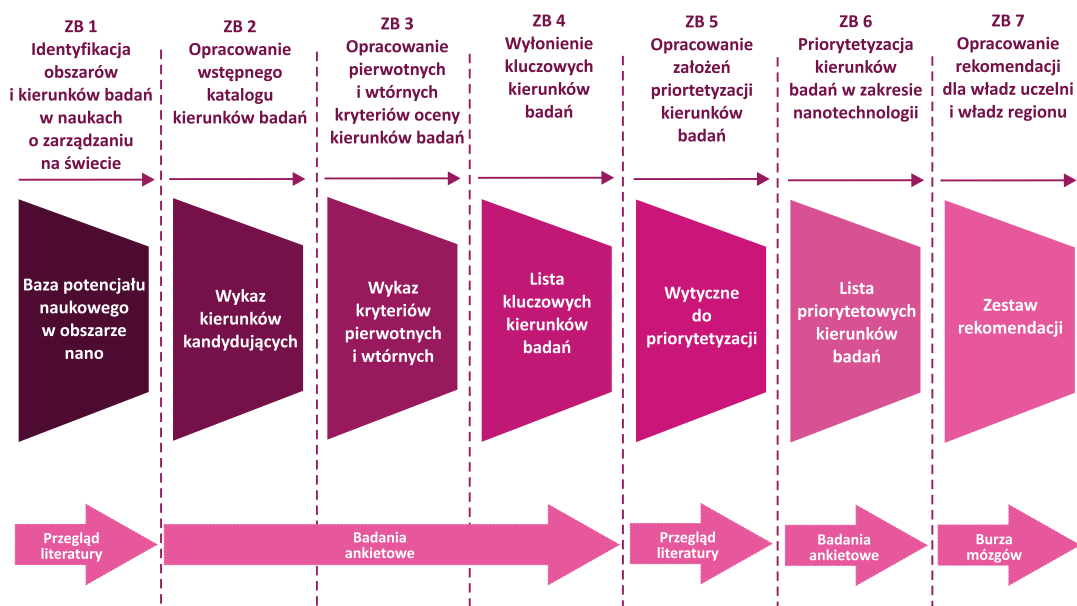 ZB 1
Identyfikacja
obszarów
i kierunków badań
w naukach
o zarządzaniu
na świecie
ZB 2
Opracowanie
wstępnego
katalogu
kierunków badań
ZB 3
Opracowanie
pierwotnych
i wtórnych
kryteriów oceny
kierunków badań
ZB 4
Wyłonienie
kluczowych
kierunków
badań
ZB 5
Opracowanie
założeń
priortetyzacji
kierunków
badań
ZB 6
Priorytetyzacja
kierunków
badań w zakresie
nanotechnologii
ZB 7
Opracowanie
rekomendacji
dla władz uczelni
i władz regionu
Baza potencjału
naukowego
w obszarze
nano
Wykaz
kierunków
kandydujących
Wykaz
kryteriów
pierwotnych
i wtórnych
Lista
kluczowych
kierunków
badań
Wytyczne
do
priorytetyzacji
Lista
priorytetowych
kierunków
badań
Zestaw
rekomendacji
Przegląd
literatury
Badania
ankietowe
Przegląd
literatury
Badania
ankietowe
Burza
mózgów